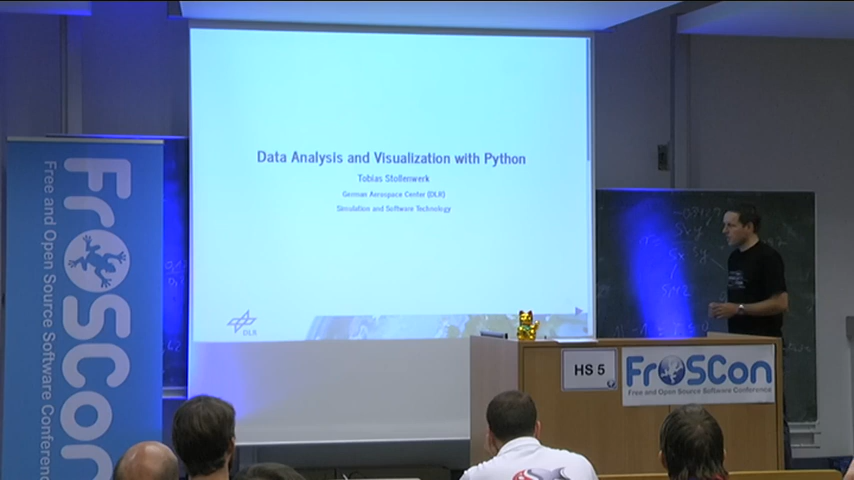 Data Analysis and Visualization with Python
Tobias Stollenwerk
German Aerospace Center (DLR)
Simulation and Software Technology
DLR
FrOSCon
Free and Open Source Software Conference
HS 5
FrOSCon
Free and Open Source Software Conference